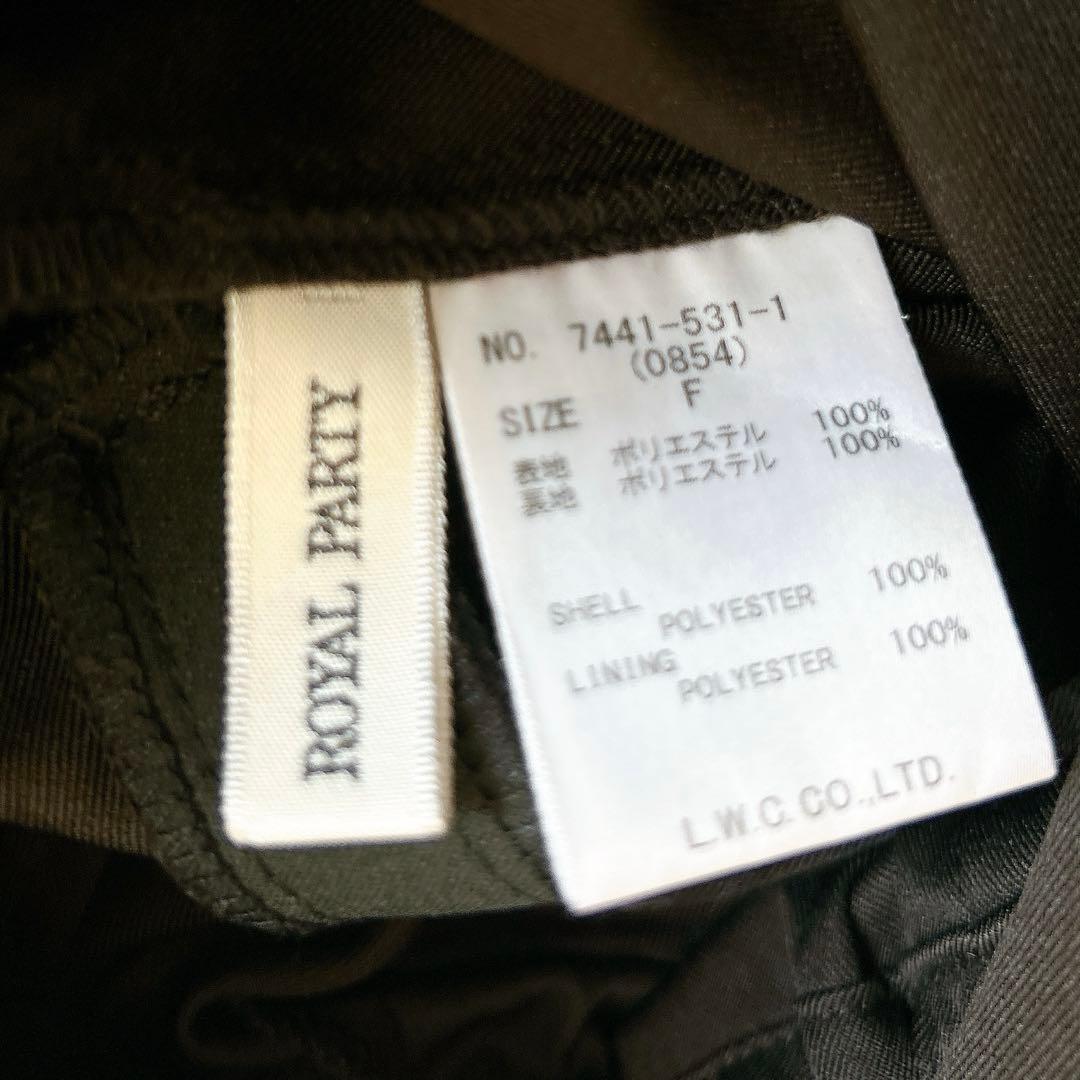 ROYAL PARTY
NO. 7441-531-1
(0854)
SIZE F
表地 ポリエステル 100%
裏地 ポリエステル 100%
SHELL
POLYESTER 100%
LINING
POLYESTER 100%
L.W.C.CO.,LTD.